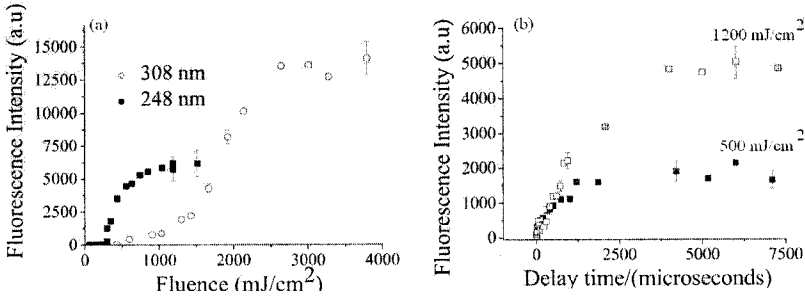 (a)
Fluorescence Intensity (a.u)
15000
12500
10000
7500
5000
2500
0
308 nm
248 nm
0 1000 2000 3000 4000
Fluence (mJ/cm2
(b)
Fluorescence Intensity (a.u)
6000
5000
4000
3000
2000
1000
0
1200 mJ/cm2
500 mJ/cm2
0 2500 5000 7500
Delay time/(microseconds)